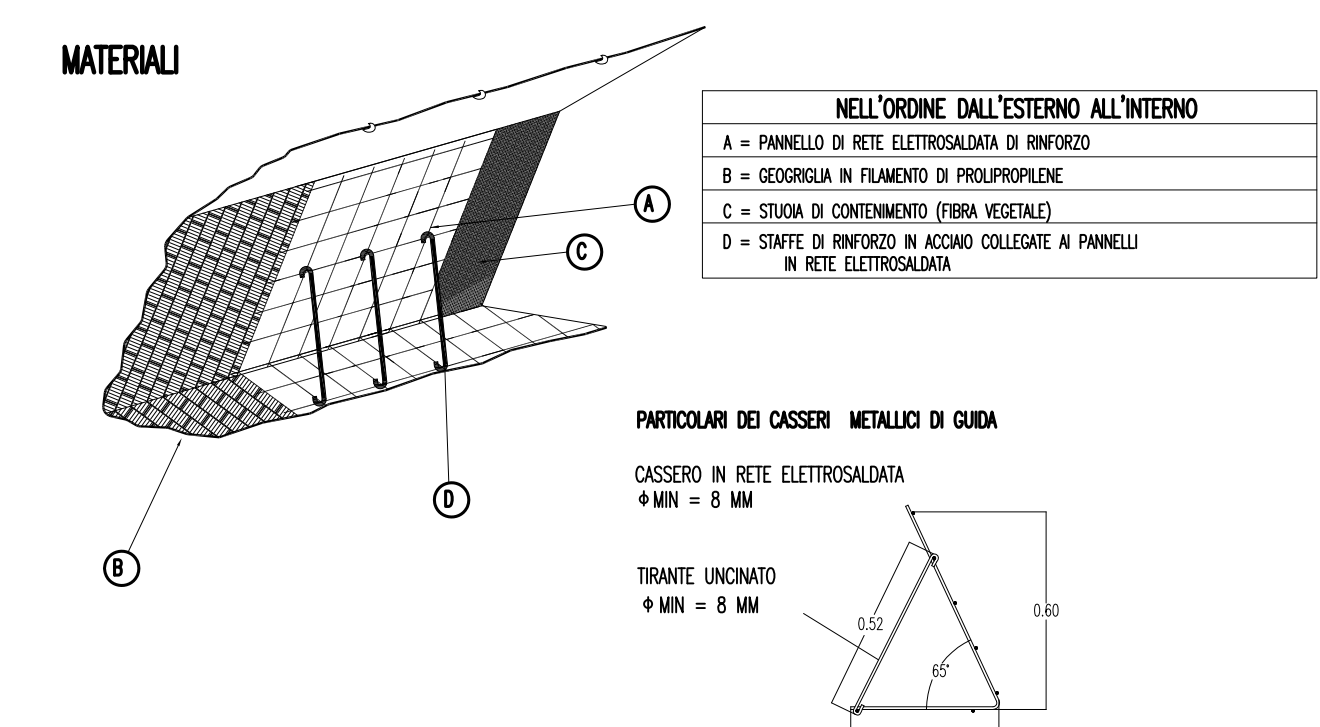 MATERIALI
NELL'ORDINE DALL'ESTERNO ALL'INTERNO
A = PANNELLO DI RETE ELETTROSALDATA DI RINFORZO
B = GEOGRIGLIA IN FILAMENTO DI PROLIPROPILENE
C = STUOIA DI CONTENIMENTO (FIBRA VEGETALE)
D = STAFFE DI RINFORZO IN ACCIAIO COLLEGATE AI PANNELLI
IN RETE ELETTROSALDATA
A
C
D
B
PARTICOLARI DEI CASSERI METALLICI DI GUIDA
CASSERO IN RETE ELETTROSALDATA
Φ MIN = 8 MM
TIRANTE UNCINATO
Φ MIN = 8 MM
0.60
0.52
65°